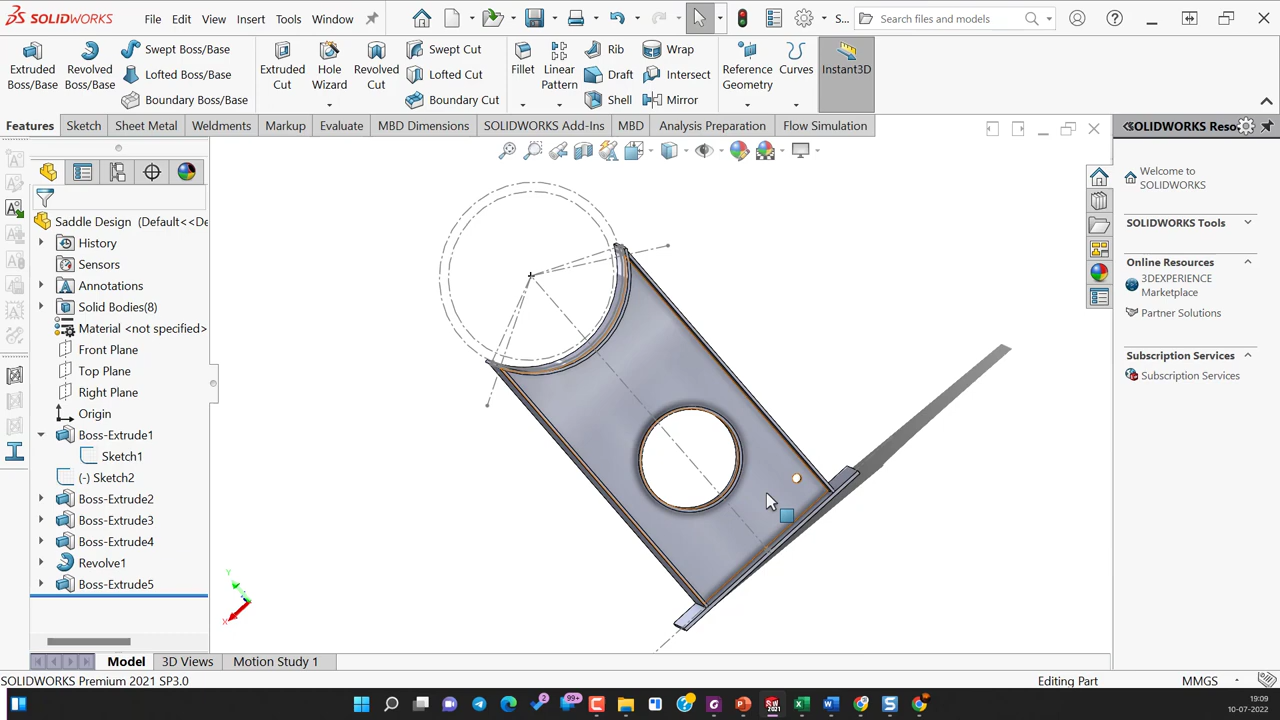 SOLIDWORKS File Edit View Insert Tools Window S... Search files and models
Extruded Boss/Base
Revolved Boss/Base
Swept Boss/Base
Lofted Boss/Base
Boundary Boss/Base
Extruded Cut
Hole Wizard
Revolved Cut
Swept Cut
Lofted Cut
Boundary Cut
Fillet
Linear Pattern
Rib
Draft
Shell
Wrap
Intersect
Mirror
Reference Geometry
Curves
Instant3D
Features Sketch Sheet Metal Weldments Markup Evaluate MBD Dimensions SOLIDWORKS Add-Ins MBD Analysis Preparation Flow Simulation
Saddle Design (Default<<De
History
Sensors
Annotations
Solid Bodies(8)
Material <not specified>
Front Plane
Top Plane
Right Plane
Origin
Boss-Extrude1
Sketch1
(-) Sketch2
Boss-Extrude2
Boss-Extrude3
Boss-Extrude4
Revolve1
Boss-Extrude5
Y
X
OLIDWORKS Reso
Welcome to
SOLIDWORKS
SOLIDWORKS Tools
Online Resources
3DEXPERIENCE
Marketplace
Partner Solutions
Subscription Services
Subscription Services
Model 3D Views Motion Study 1
SOLIDWORKS Premium 2021 SP3.0 Editing Part MMGS
2 99+ SW 2021
19:09
10-07-2022